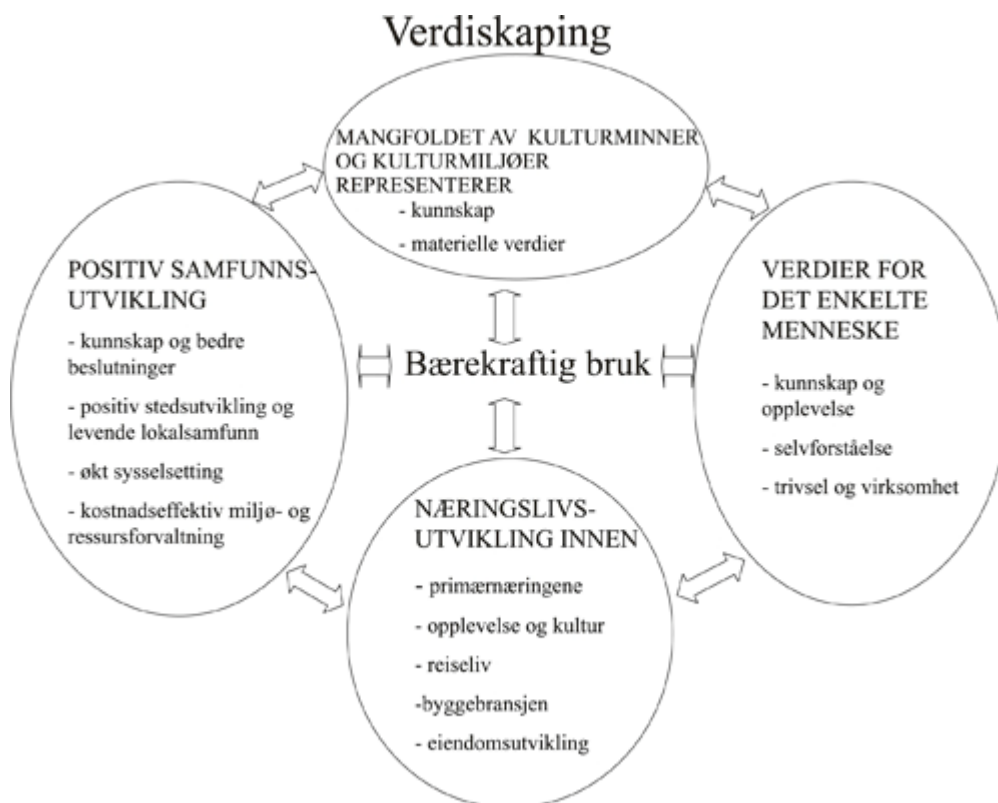 Verdiskaping
MANGFOLDET AV KULTURMINNER
OG KULTURMILJØER
REPRESENTERER
- kunnskap
- materielle verdier
POSITIV SAMFUNNS-
UTVIKLING
- kunnskap og bedre
beslutninger
- positiv stedsutvikling og
levende lokalsamfunn
- økt sysselsetting
- kostnadseffektiv miljø- og
ressursforvaltning
Bærekraftig bruk
VERDIER FOR
DET ENKELTE
MENNESKE
- kunnskap og
opplevelse
- selvforståelse
- trivsel og virksomhet
NÆRINGSLIVS-
UTVIKLING INNEN
- primærnæringene
- opplevelse og kultur
- reiseliv
-byggebransjen
- eiendomsutvikling